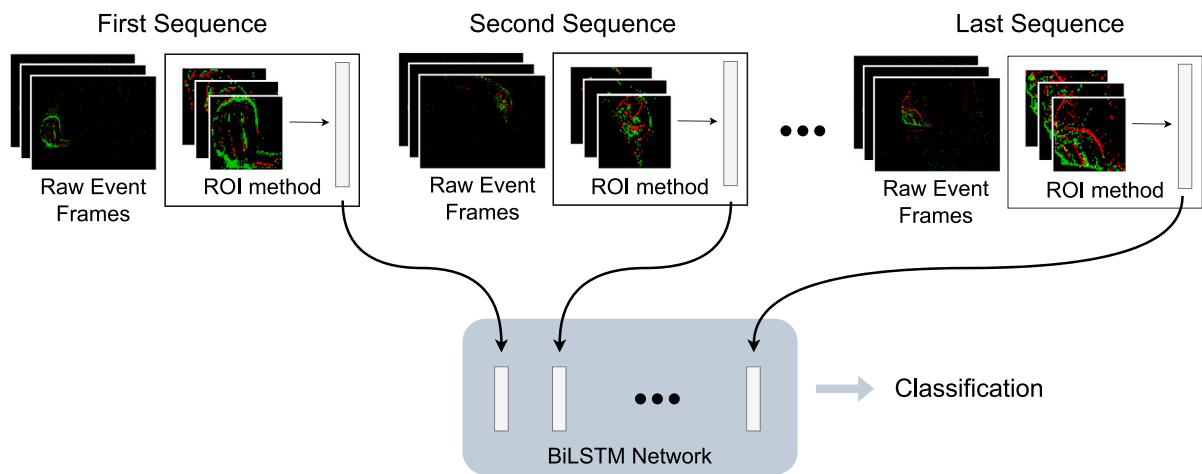 First Sequence
Second Sequence
Last Sequence
Raw Event
Frames
ROI method
Raw Event
Frames
ROI method
Raw Event
Frames
ROI method
BiLSTM Network
Classification